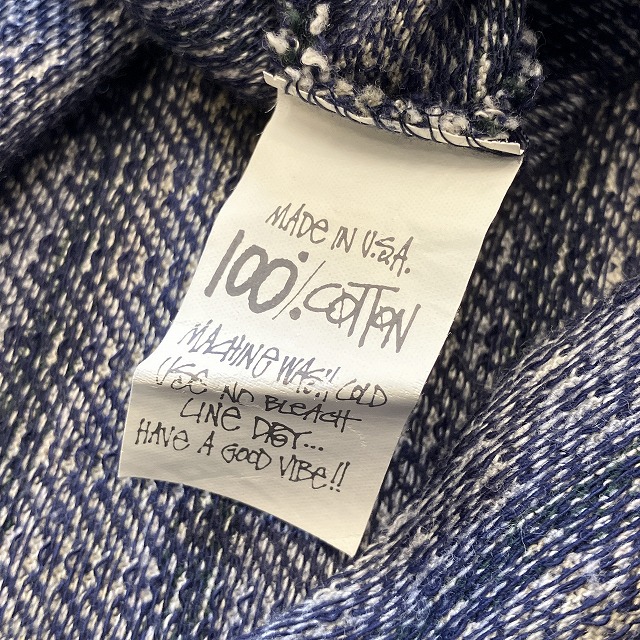 MADE IN U.S.A.
100% COTTON
MACHINE WASH COLD
USE NO BLEACH
LINE DRY...
HAVE A GOOD VIBE!!